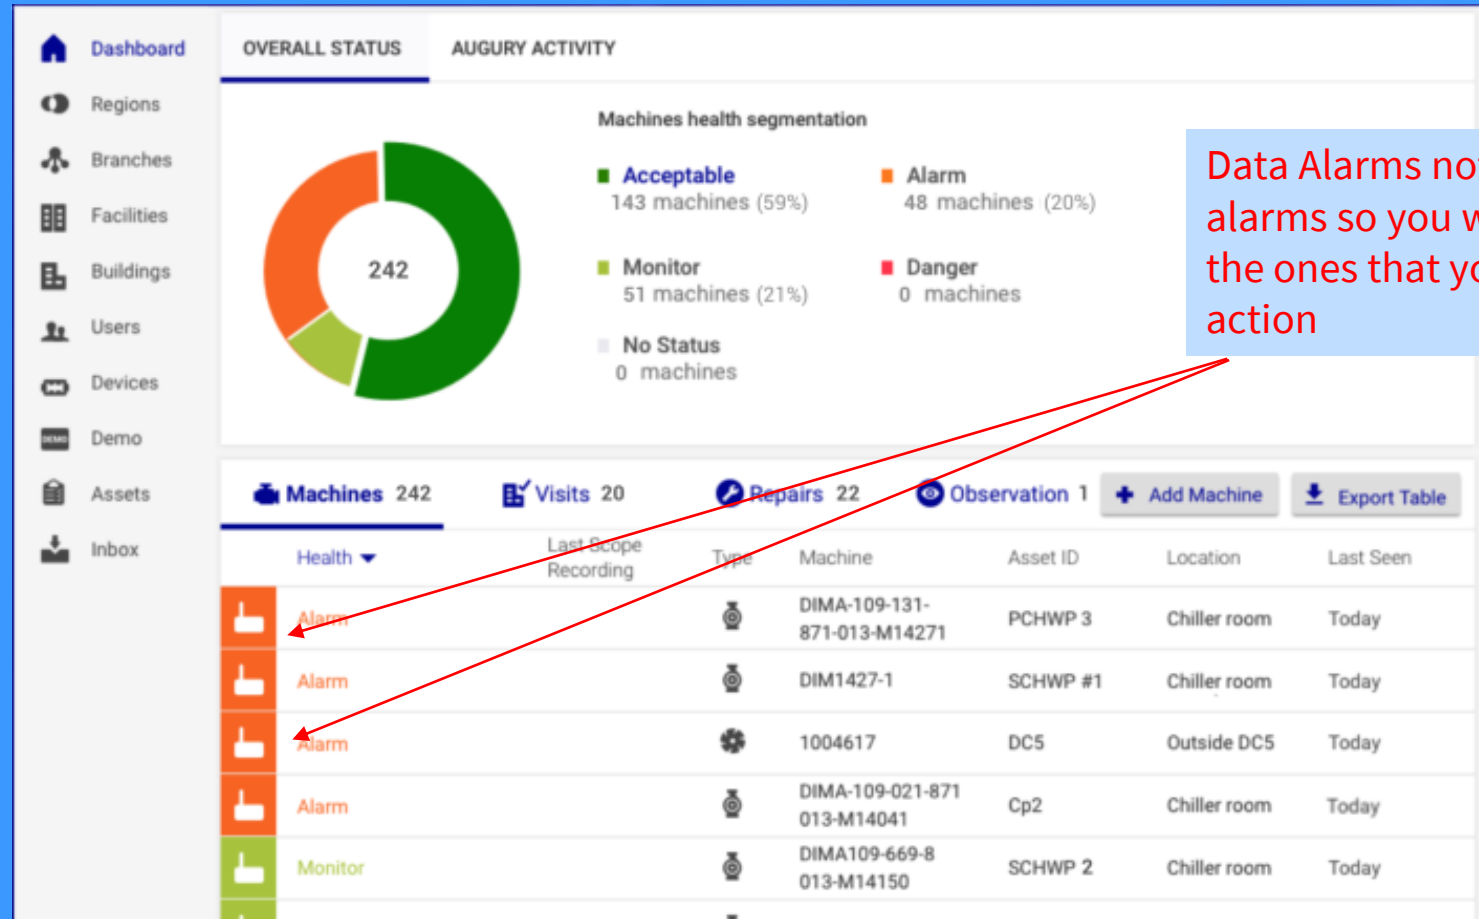 Dashboard
Regions
Branches
Facilities
Buildings
Users
Devices
DEMO Demo
Assets
Inbox
OVERALL STATUS AUGURY ACTIVITY
Machines health segmentation
242
Acceptable
143 machines (59%)
Alarm
48 machines (20%)
Monitor
51 machines (21%)
Danger
0 machines
No Status
0 machines
Data Alarms
alarms so you
the ones that
action
Machines 242 Visits 20 Repairs 22 Observation 1 Add Machine Export Table
Health Last Scope Recording Type Machine Asset ID Location Last Seen
Alarm DIMA-109-131-
871-013-M14271 PCHWP 3 Chiller room Today
Alarm DIM1427-1 SCHWP #1 Chiller room Today
Alarm 1004617 DC5 Outside DC5 Today
Alarm DIMA-109-021-871
013-M14041 Cp2 Chiller room Today
Monitor DIMA109-669-8
013-M14150 SCHWP 2 Chiller room Today